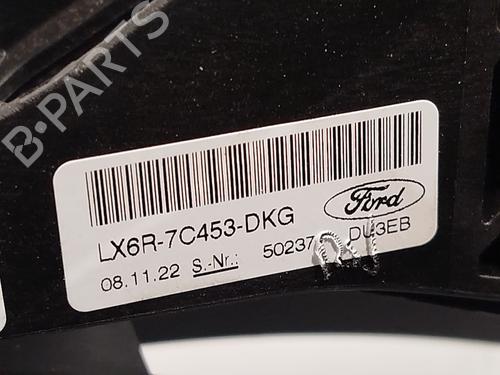 B-PARTS
LX6R-7C453-DKG
Ford
08.11.22 S.-Nr.: 50237 DU3EB